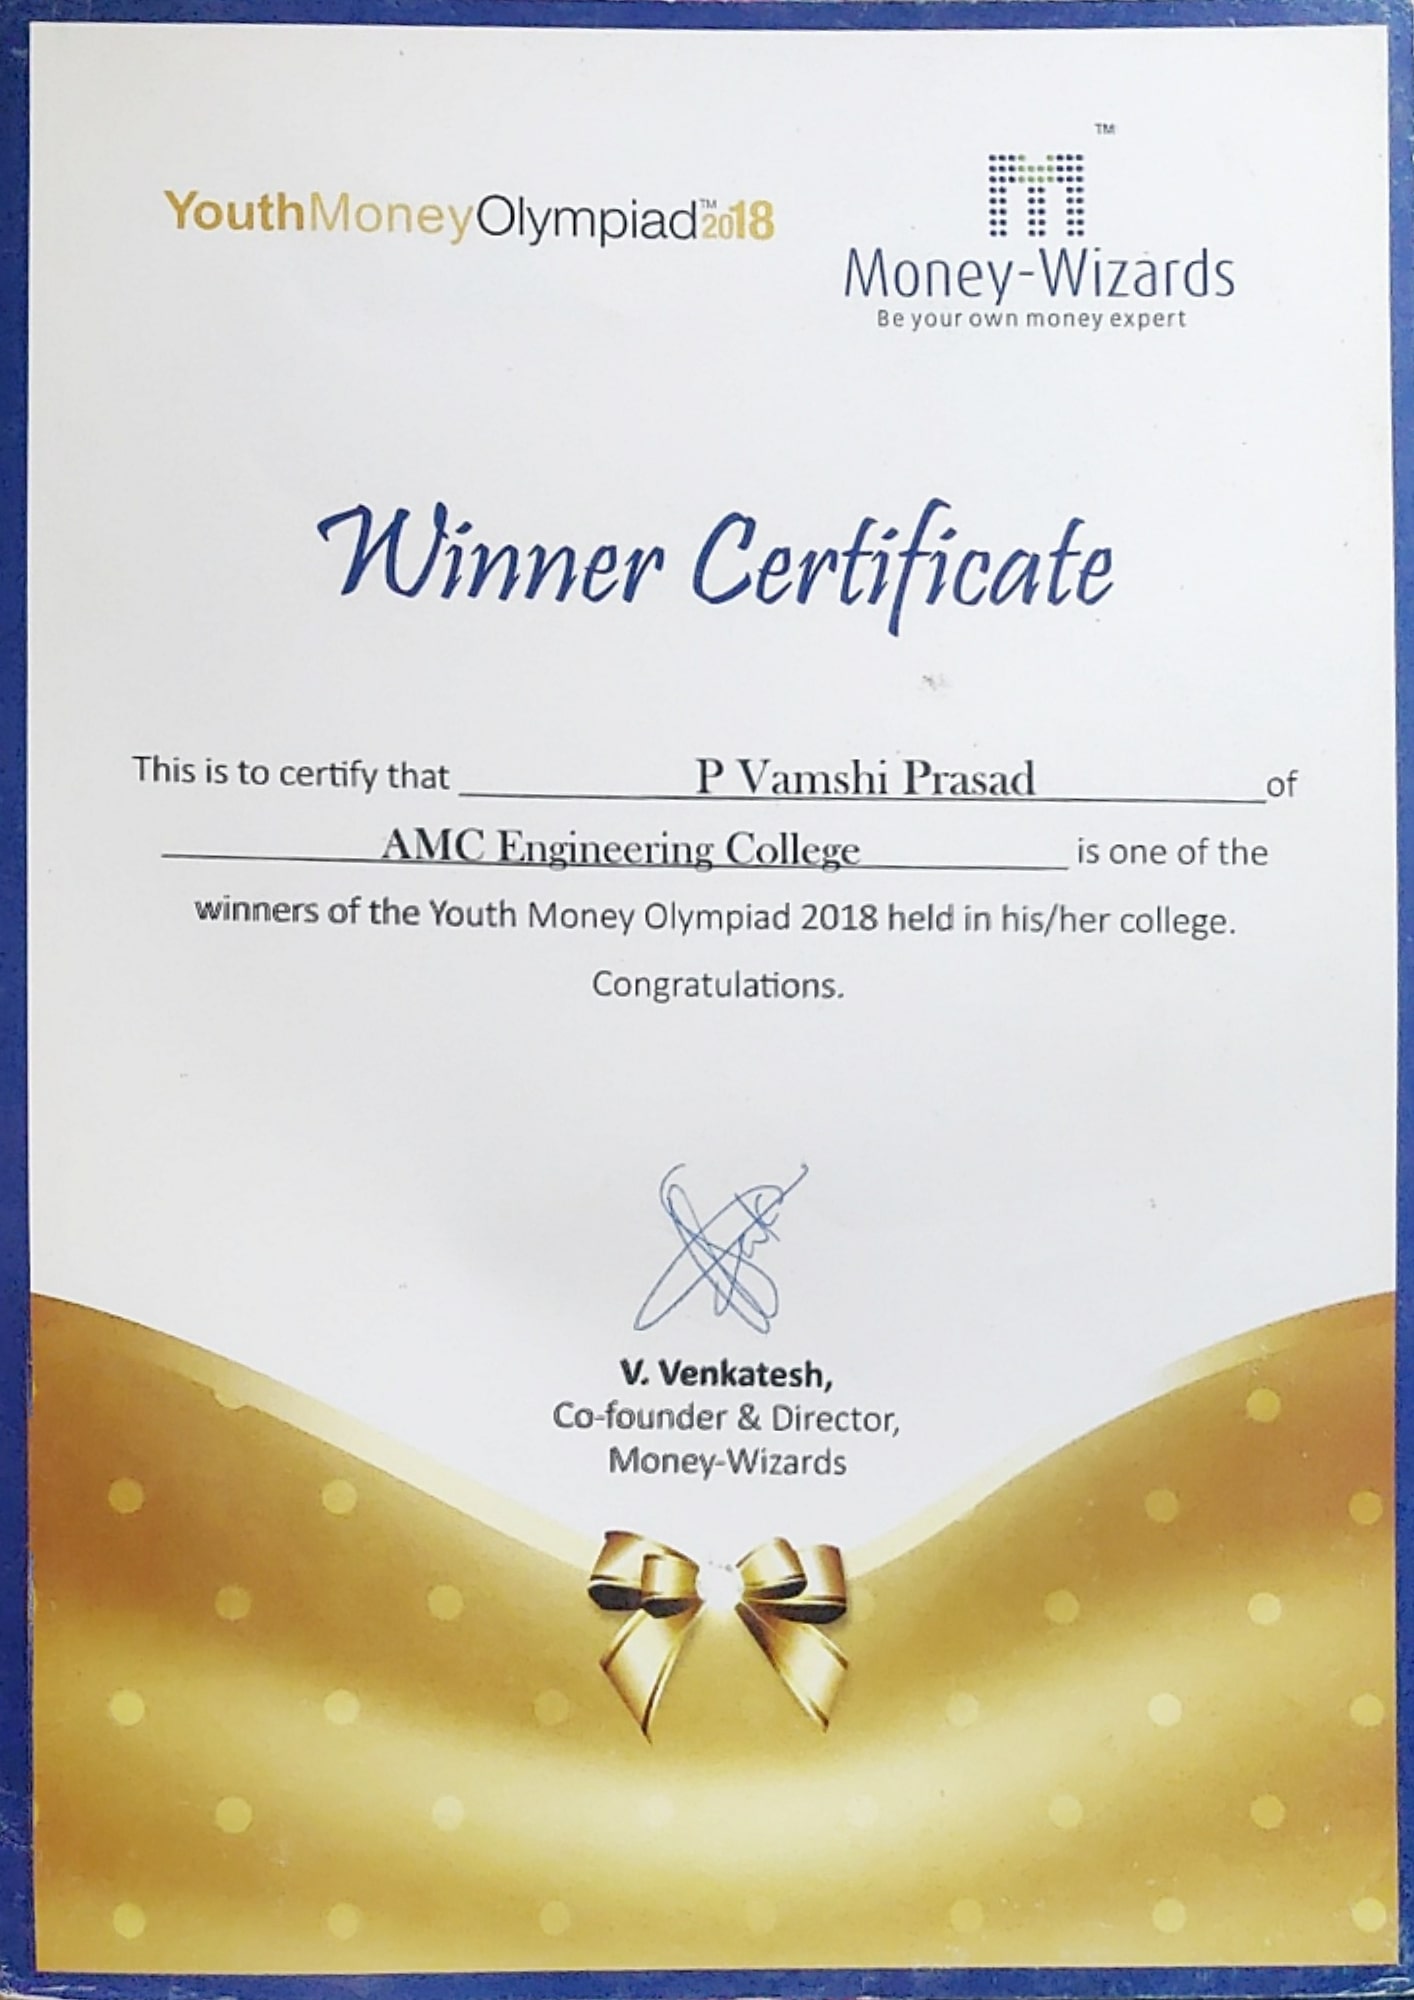 YouthMoneyOlympiad™2018
™
Money-Wizards
Be your own money expert
Winner Certificate
This is to certify that P Vamshi Prasad of
AMC Engineering College is one of the
winners of the Youth Money Olympiad 2018 held in his/her college.
Congratulations.
V. Venkatesh,
Co-founder & Director,
Money-Wizards